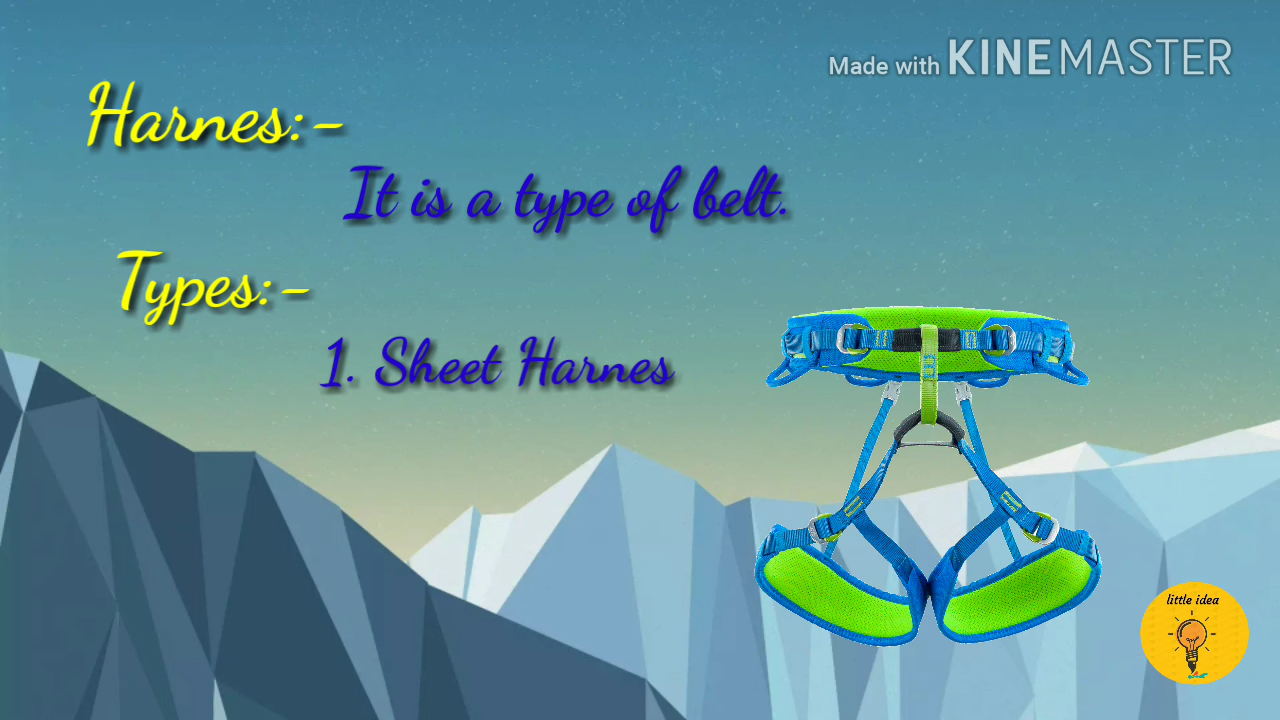 Made with KINEMASTER
Harnes:-
It is a type of belt.
Types:-
1. Sheet Harnes
little idea